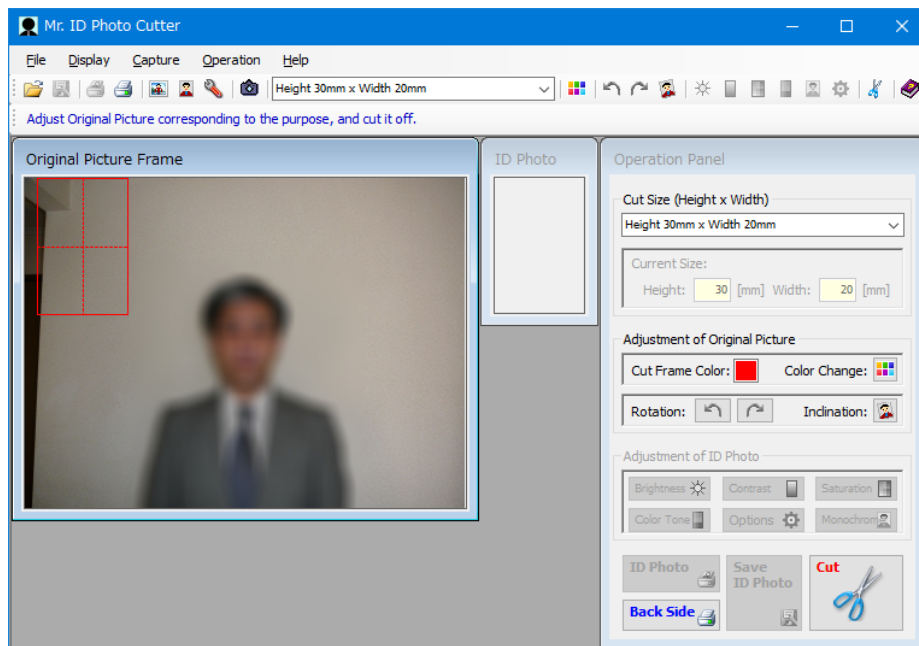 Mr. ID Photo Cutter
File Display Capture Operation Help
Height 30mm x Width 20mm
Adjust Original Picture corresponding to the purpose, and cut it off.
Original Picture Frame
ID Photo
Operation Panel
Cut Size (Height x Width)
Height 30mm x Width 20mm
Current Size:
Height: 30 [mm] Width: 20 [mm]
Adjustment of Original Picture
Cut Frame Color: Color Change:
Rotation: Inclination:
Adjustment of ID Photo
Brightness Contrast Saturation
Color Tone Options Monochrom
ID Photo
Save
ID Photo
Cut
Back Side